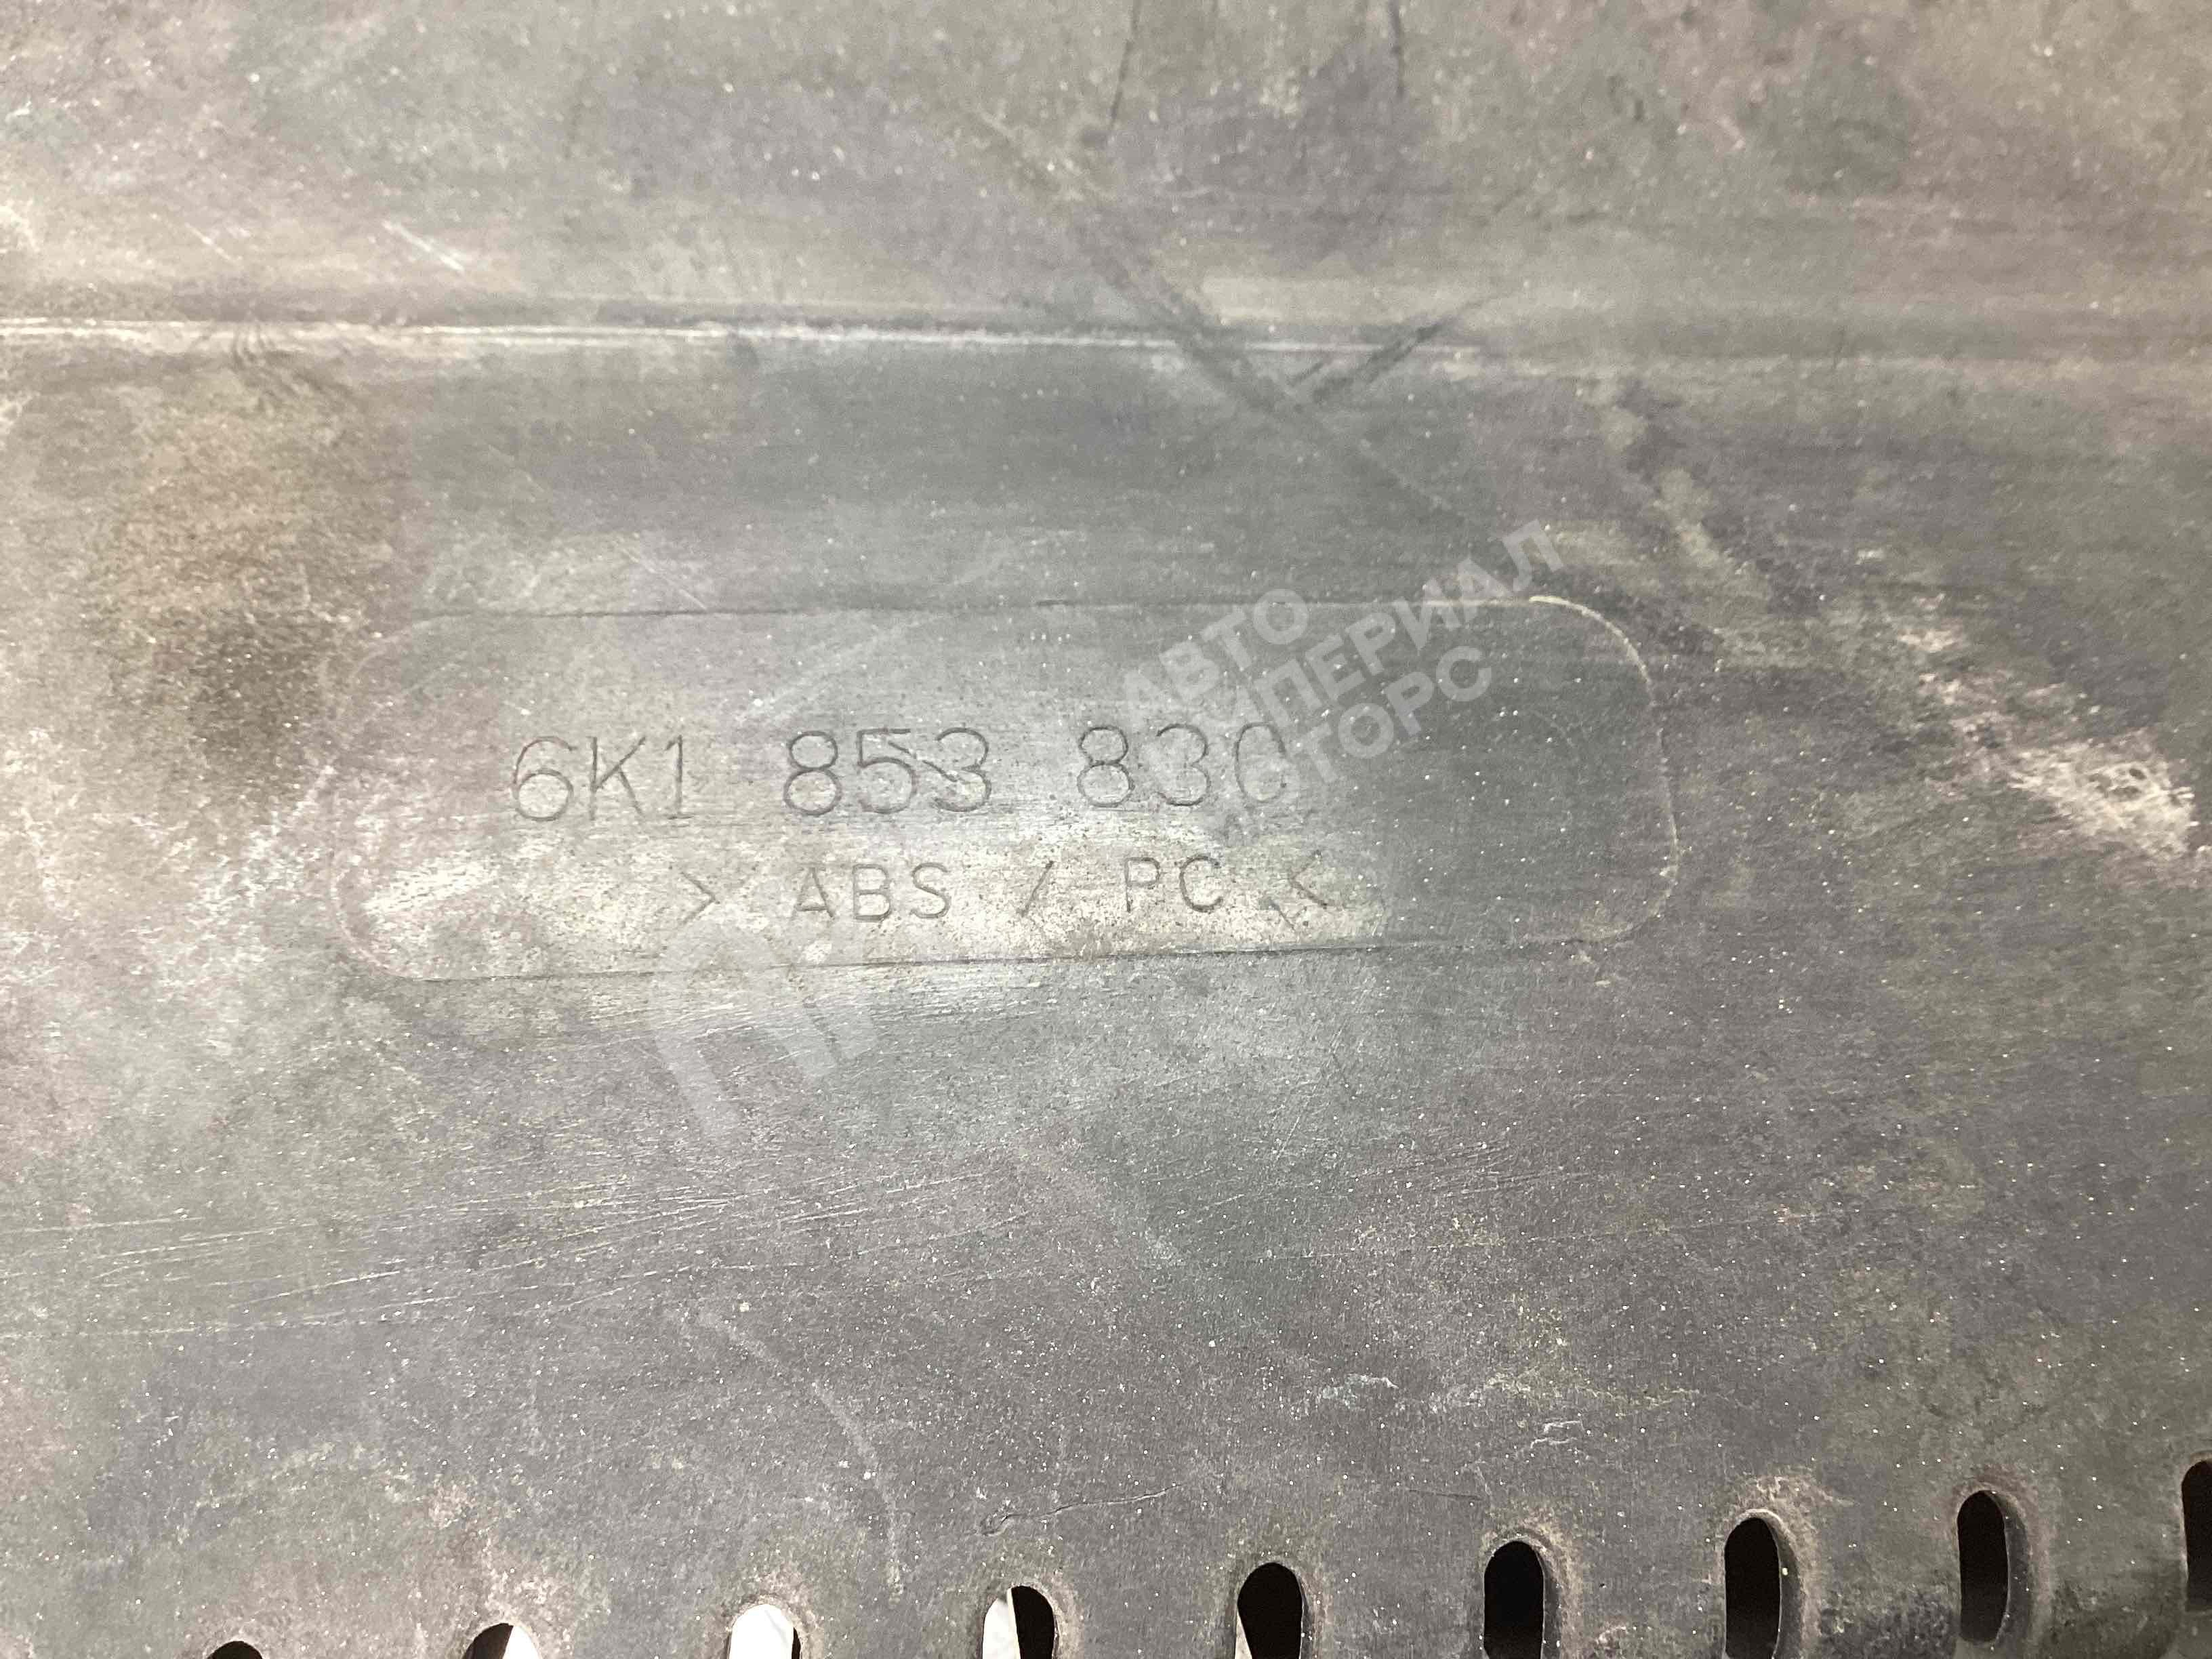 АВТО
ИМПЕРИАЛ
МОТОРС
6K1 853 830
> ABS / PC <